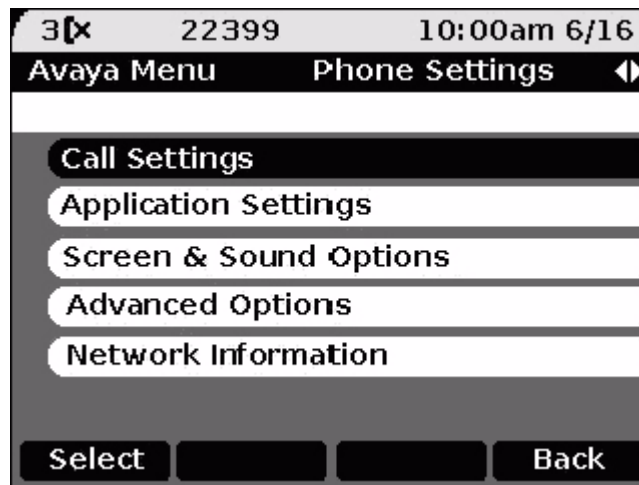 3 22399 10:00am 6/16
Avaya Menu Phone Settings
Call Settings
Application Settings
Screen & Sound Options
Advanced Options
Network Information
Select Back